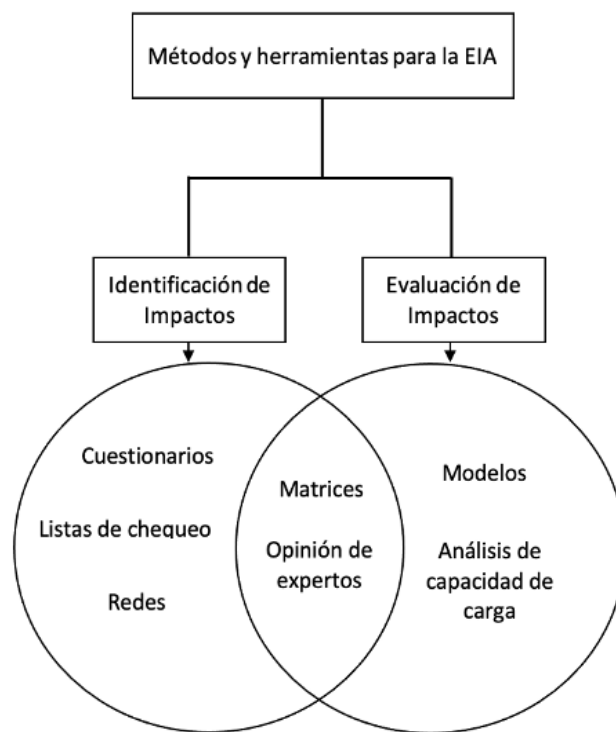 Métodos y herramientas para la EIA
Identificación de
Impactos
Evaluación de
Impactos
Cuestionarios
Listas de chequeo
Redes
Matrices
Opinión de
expertos
Modelos
Análisis de
capacidad de
carga